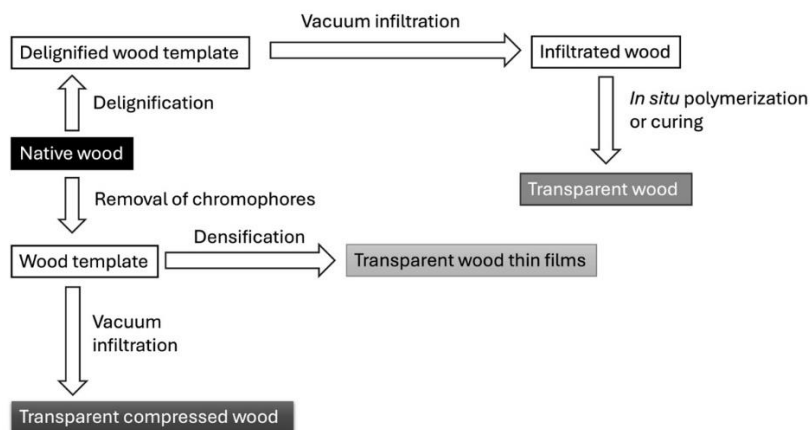 Vacuum infiltration
Delignified wood template
Infiltrated wood
Delignification
In situ polymerization
or curing
Native wood
Transparent wood
Removal of chromophores
Densification
Wood template
Transparent wood thin films
Vacuum
infiltration
Transparent compressed wood